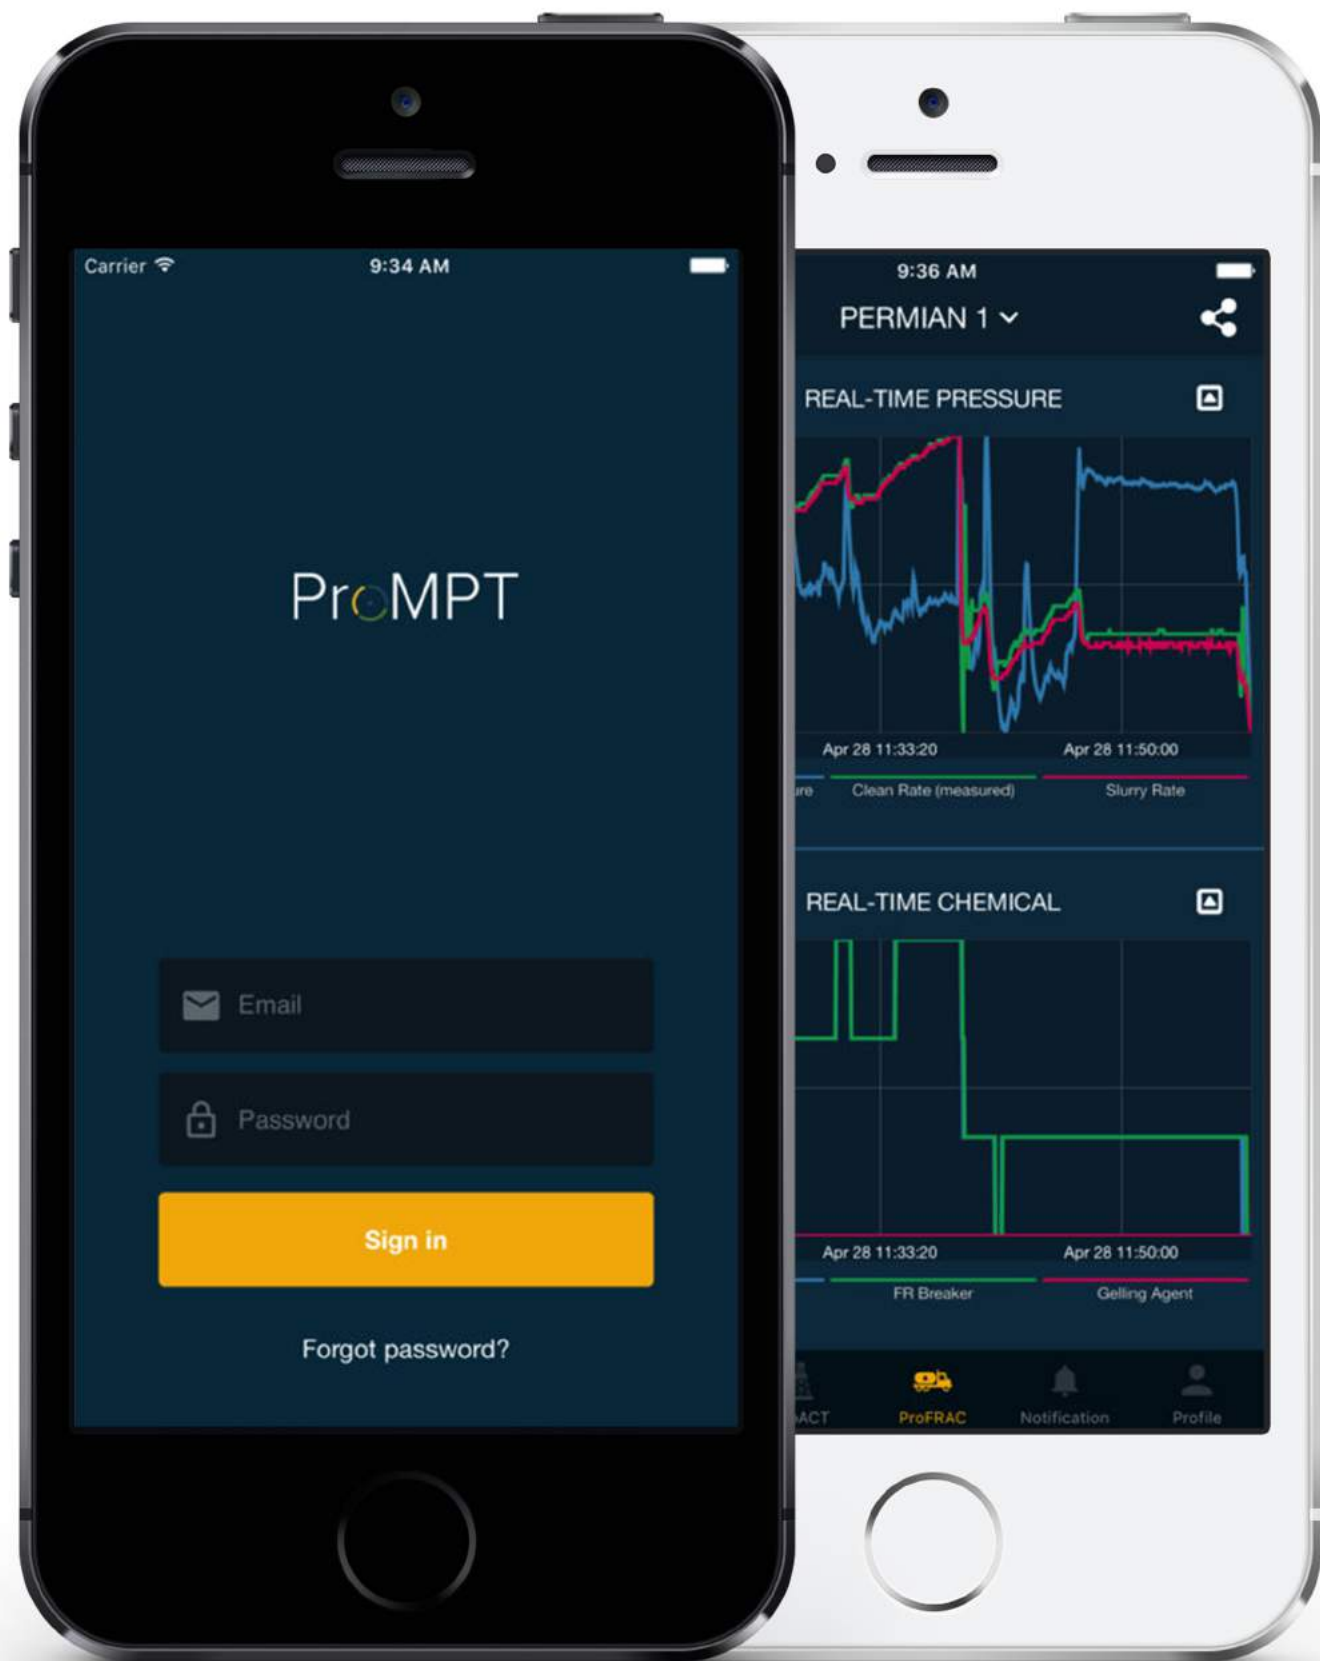 Carrier
9:34 AM
ProMPT
Email
Password
Sign in
Forgot password?
9:36 AM
PERMIAN 1
REAL-TIME PRESSURE
Apr 28 11:33:20 Apr 28 11:50:00
Clean Rate (measured) Slurry Rate
REAL-TIME CHEMICAL
Apr 28 11:33:20 Apr 28 11:50:00
FR Breaker Gelling Agent
ProFRAC Notification Profile